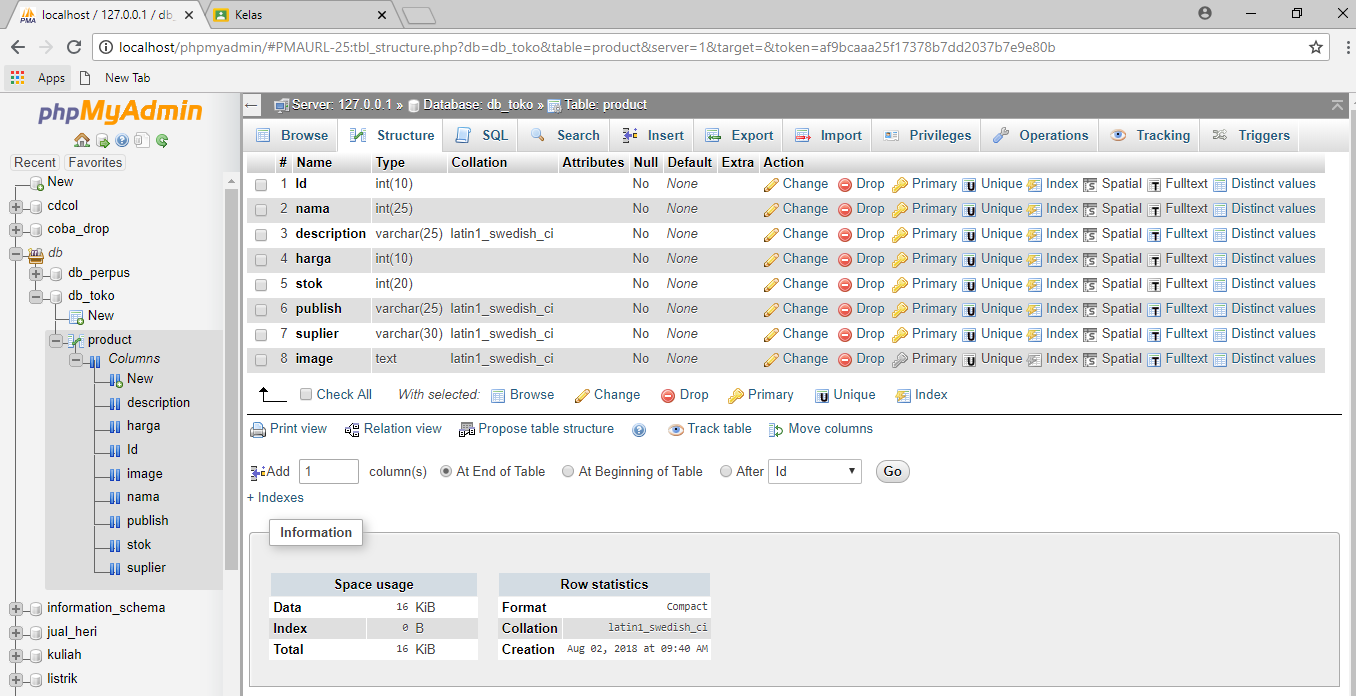 localhost / 127.0.0.1 / db_
Kelas
localhost/phpmyadmin/#PMAURL-25:tbl_structure.php?db=db_toko&table=product&server=1&target=&token=af9bcaaa25f17378b7dd2037b7e9e80b
Apps New Tab
phpMyAdmin
Recent Favorites
New
cdcol
coba_drop
db
db_perpus
db_toko
New
product
Columns
New
description
harga
Id
image
nama
publish
stok
suplier
information_schema
jual_heri
kuliah
listrik
Server: 127.0.0.1 » Database: db_toko » Table: product
Browse Structure SQL Search Insert Export Import Privileges Operations Tracking Triggers
# Name Type Collation Attributes Null Default Extra Action
1 Id int(10) No None Change Drop Primary Unique Index Spatial Fulltext Distinct values
2 nama int(25) No None Change Drop Primary Unique Index Spatial Fulltext Distinct values
3 description varchar(25) latin1_swedish_ci No None Change Drop Primary Unique Index Spatial Fulltext Distinct values
4 harga int(10) No None Change Drop Primary Unique Index Spatial Fulltext Distinct values
5 stok int(20) No None Change Drop Primary Unique Index Spatial Fulltext Distinct values
6 publish varchar(25) latin1_swedish_ci No None Change Drop Primary Unique Index Spatial Fulltext Distinct values
7 suplier varchar(30) latin1_swedish_ci No None Change Drop Primary Unique Index Spatial Fulltext Distinct values
8 image text latin1_swedish_ci No None Change Drop Primary Unique Index Spatial Fulltext Distinct values
Check All With selected: Browse Change Drop Primary Unique Index
Print view Relation view Propose table structure Track table Move columns
Add 1 column(s) At End of Table At Beginning of Table After Id Go
+ Indexes
Information
Space usage
Data 16 KiB
Index 0 B
Total 16 KiB
Row statistics
Format Compact
Collation latin1_swedish_ci
Creation Aug 02, 2018 at 09:40 AM